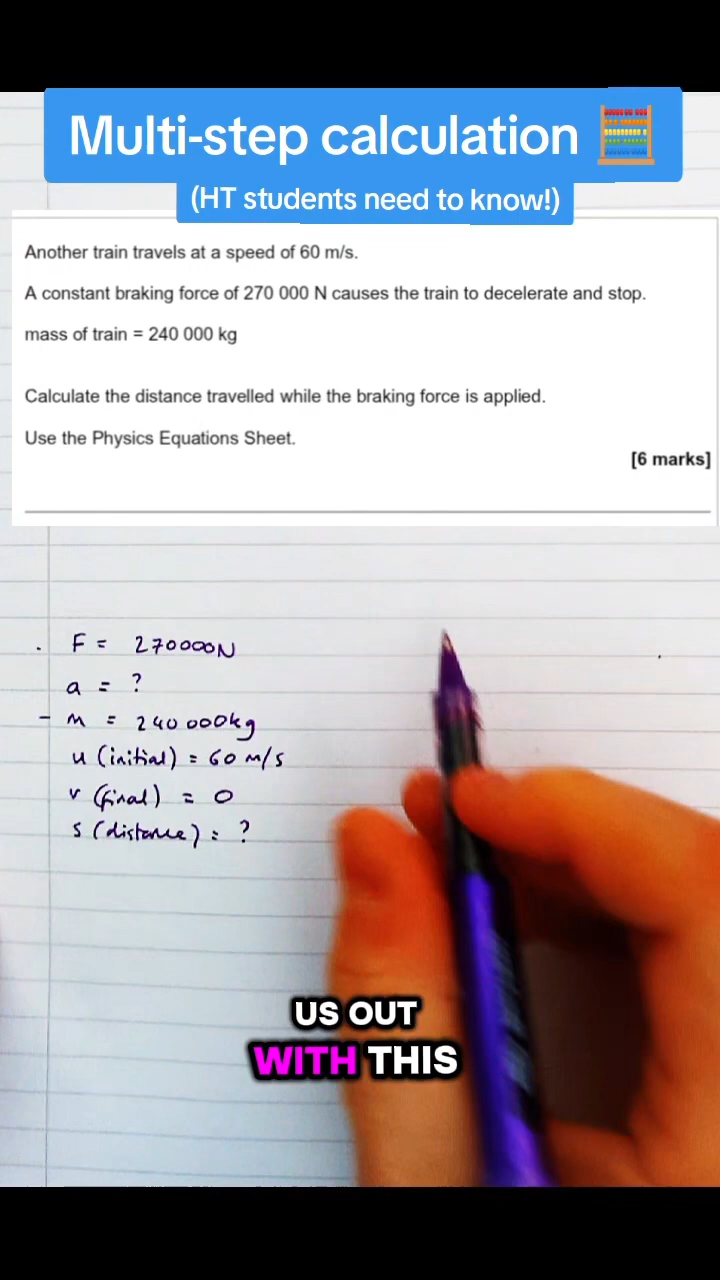 Multi-step calculation 🧮
(HT students need to know!)
Another train travels at a speed of 60 m/s.
A constant braking force of 270 000 N causes the train to decelerate and stop.
mass of train = 240 000 kg
Calculate the distance travelled while the braking force is applied.
Use the Physics Equations Sheet.
[6 marks]
F = 270000N
a = ?
m = 240 000kg
u (initial) = 60 m/s
v (final) = 0
s (distance) = ?
US OUT
WITH THIS